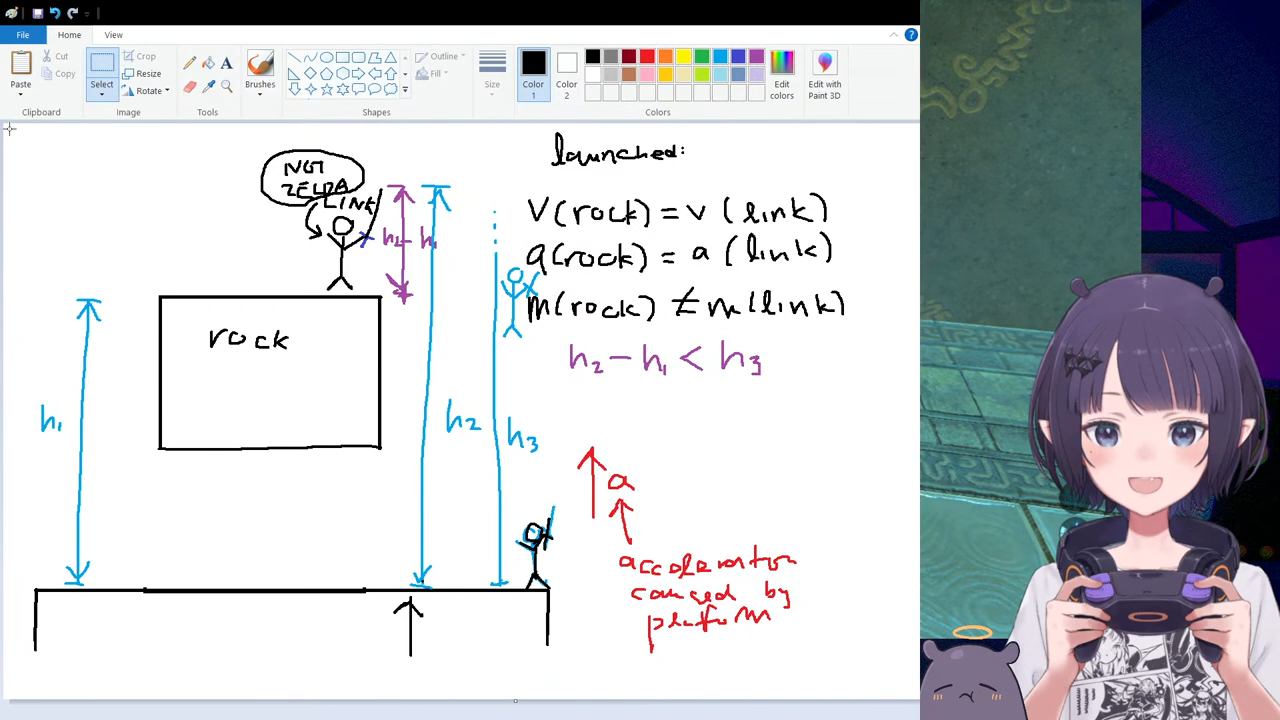 File
Home
View
Paste
Cut
Copy
Clipboard
Select
Crop
Resize
Rotate
Image
Tools
Brushes
Shapes
Outline
Fill
Size
Color 1
Color 2
Edit colors
Edit with Paint 3D
Colors
NOT
ZELDA
LINK
h2 - h1
rock
h1
h2
h3
launched:
v(rock) = v (link)
a(rock) = a (link)
m(rock) ≠ m(link)
h2 - h1 < h3
a
acceleration
caused by
platform